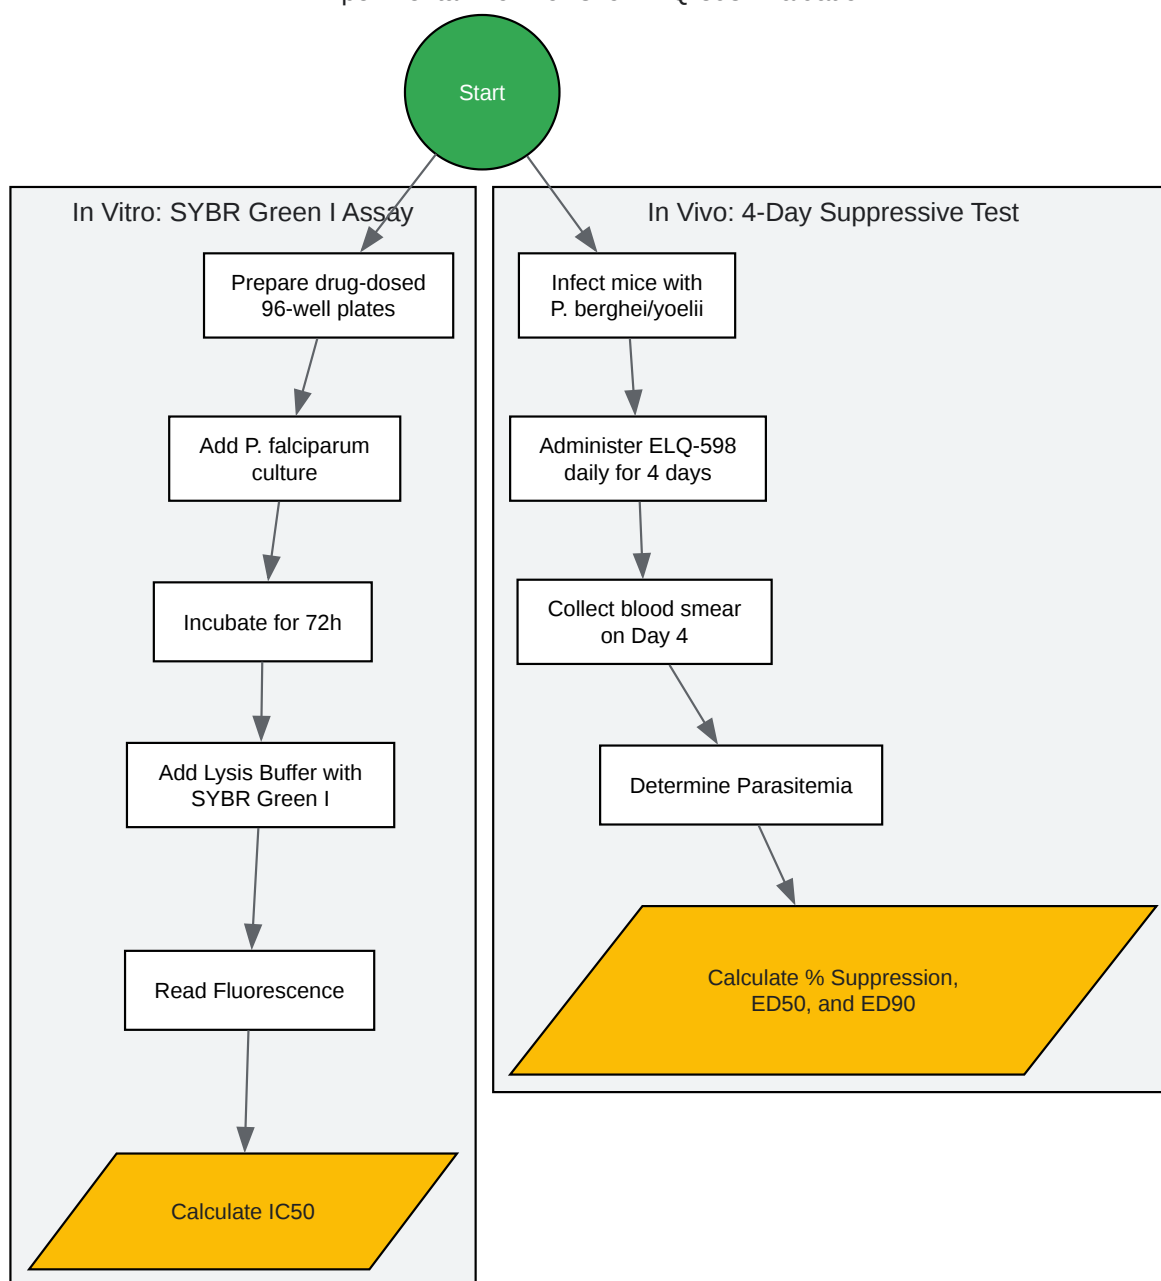 Start
In Vitro: SYBR Green I Assay
Prepare drug-dosed
96-well plates
Add P. falciparum
culture
Incubate for 72h
Add Lysis Buffer with
SYBR Green I
Read Fluorescence
Calculate IC50
In Vivo: 4-Day Suppressive Test
Infect mice with
P. berghei/yoelii
Administer ELQ-598
daily for 4 days
Collect blood smear
on Day 4
Determine Parasitemia
Calculate % Suppression,
ED50, and ED90